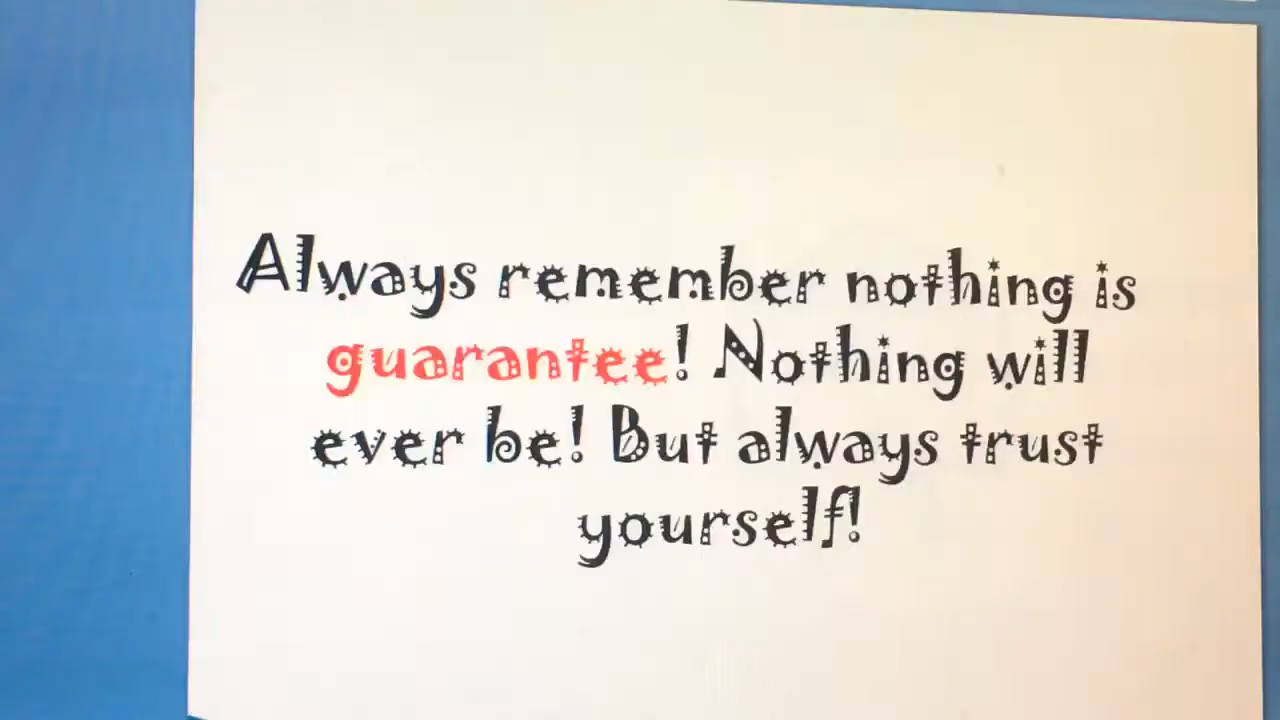 Always remember nothing is
guarantee! Nothing will
ever be! But always trust
yourself!